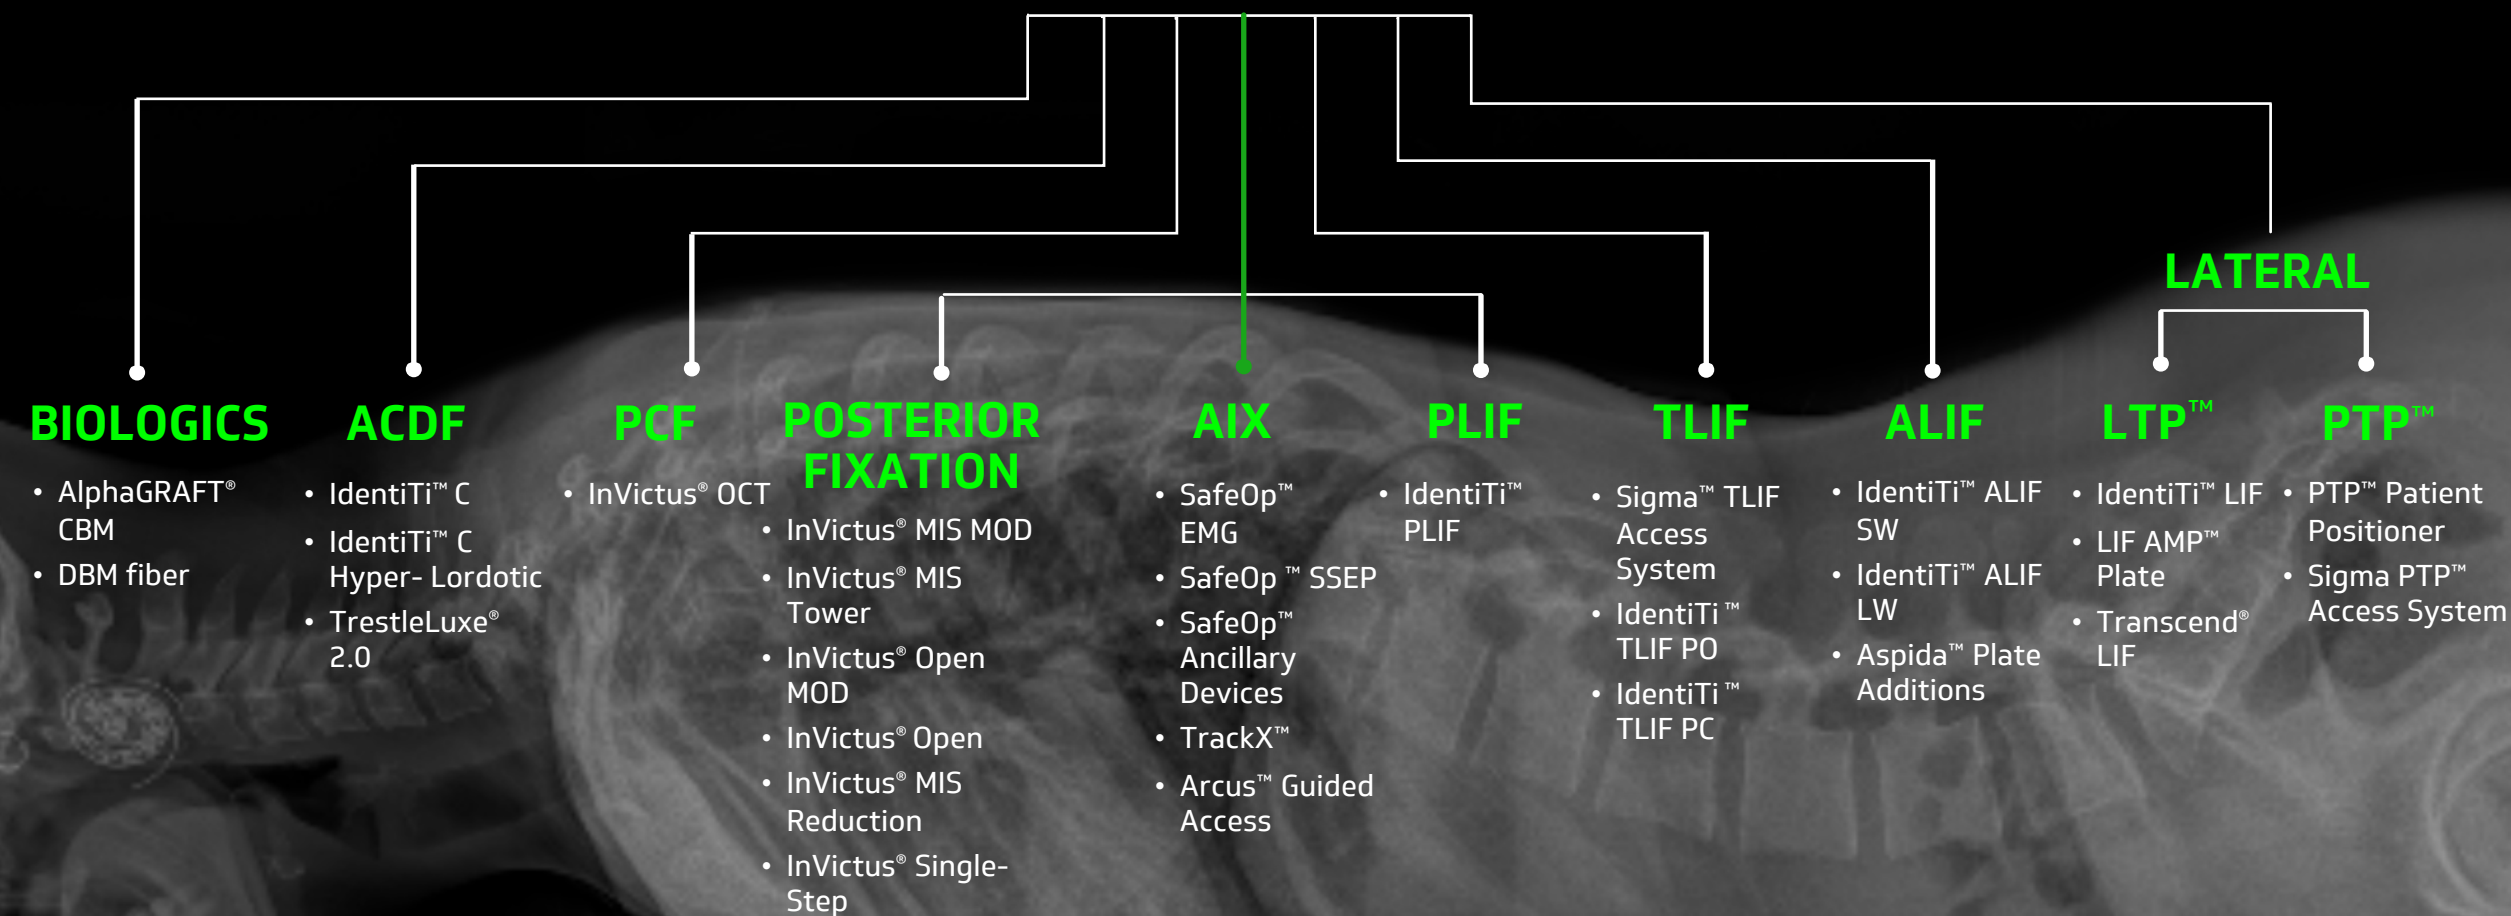 LATERAL
BIOLOGICS
• AlphaGRAFT®
CBM
• DBM fiber
ACDF
• IdentiTi™ C
• IdentiTi™ C
Hyper- Lordotic
• TrestleLuxe®
2.0
PCF
• InVictus® OCT
POSTERIOR
FIXATION
• InVictus® MIS MOD
• InVictus® MIS
Tower
• InVictus® Open
MOD
• InVictus® Open
• InVictus® MIS
Reduction
• InVictus® Single-
Step
AIX
• SafeOp™
EMG
• SafeOp ™ SSEP
• SafeOp™
Ancillary
Devices
• TrackX™
• Arcus™ Guided
Access
PLIF
• IdentiTi™
PLIF
TLIF
• Sigma™ TLIF
Access
System
• IdentiTi ™
TLIF PO
• IdentiTi ™
TLIF PC
ALIF
• IdentiTi™ ALIF
SW
• IdentiTi™ ALIF
LW
• Aspida™ Plate
Additions
LTP™
• IdentiTi™ LIF
• LIF AMP™
Plate
• Transcend®
LIF
PTP™
• PTP™ Patient
Positioner
• Sigma PTP™
Access System